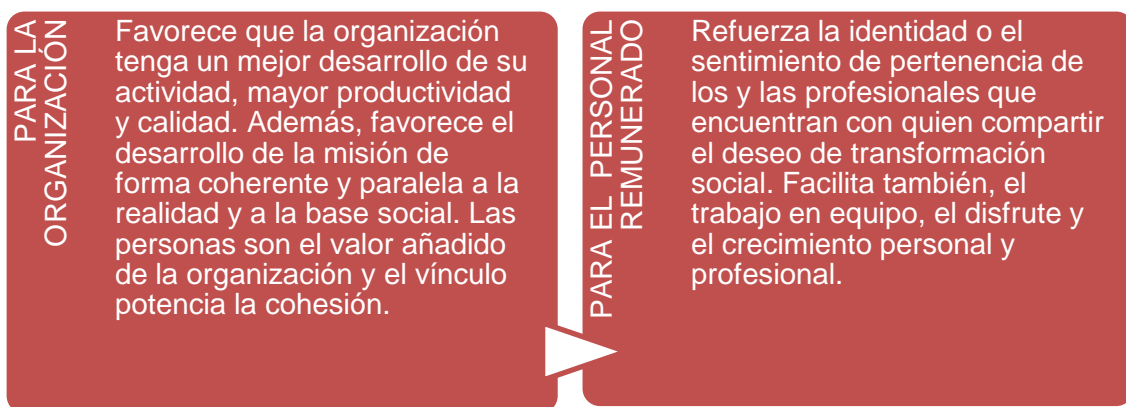 PARA LA
ORGANIZACIÓN
Favorece que la organización
tenga un mejor desarrollo de su
actividad, mayor productividad
y calidad. Además, favorece el
desarrollo de la misión de
forma coherente y paralela a la
realidad y a la base social. Las
personas son el valor añadido
de la organización y el vínculo
potencia la cohesión.
PARA EL PERSONAL
REMUNERADO
Refuerza la identidad o el
sentimiento de pertenencia de
los y las profesionales que
encuentran con quien compartir
el deseo de transformación
social. Facilita también, el
trabajo en equipo, el disfrute y
el crecimiento personal y
profesional.